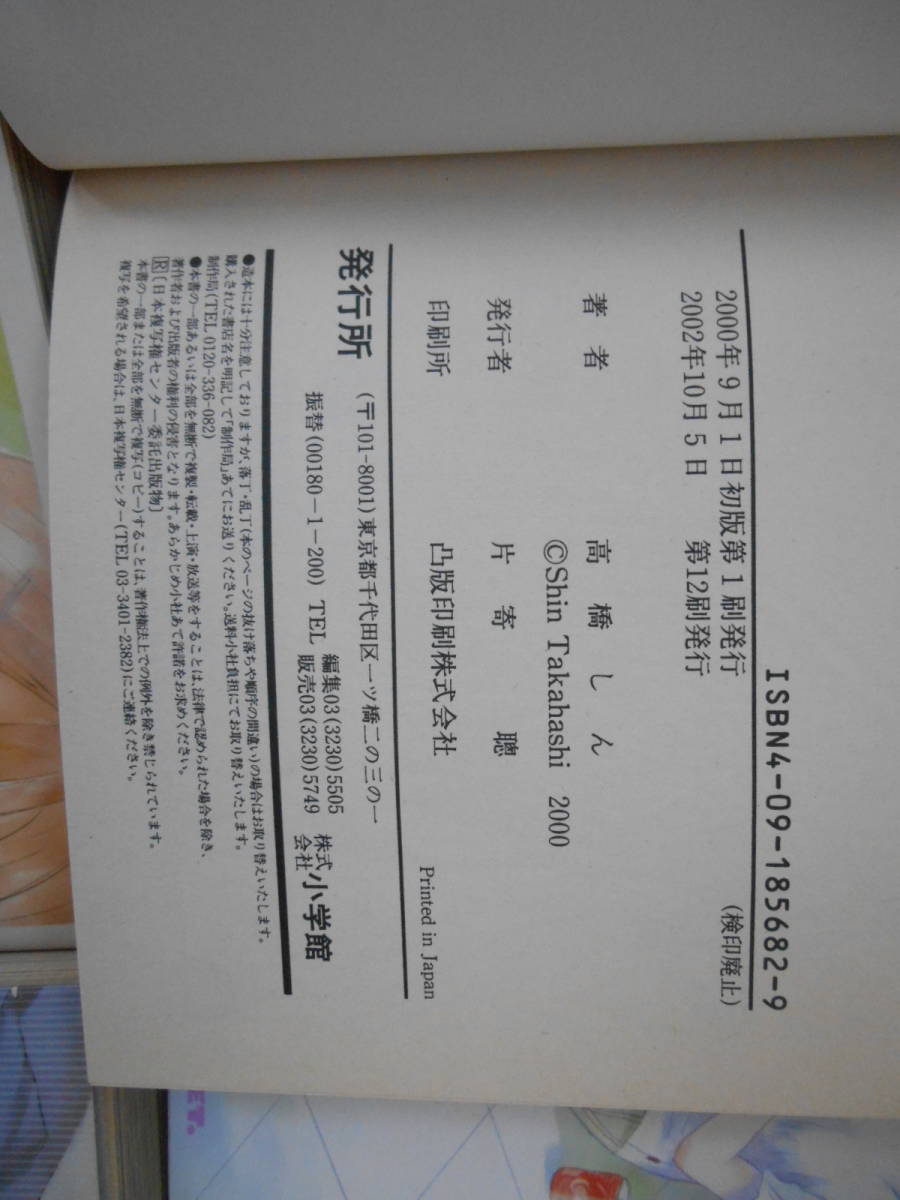 ISBN4-09-185682-9
2000年9月1日初版第1刷発行
(検印廃止)
2002年10月5日 第12刷発行
著者 高橋しん
©Shin Takahashi 2000
発行者 片寄聰
印刷所 凸版印刷株式会社
Printed in Japan
発行所 (〒101-8001)東京都千代田区一ツ橋二の三の一
振替(00180-1-200) TEL 編集03(3230)5505
販売03(3230)5749
株式会社 小学館
●造本には十分注意しておりますが、落丁・乱丁(本のページの抜け落ちや順序の間違い)の場合はお取り替えいたします。
購入された書店名を明記して「制作局」あてにお送りください。送料小社負担にてお取り替えいたします。
制作局(TEL 0120-336-082)
●本書の一部あるいは全部を無断で複製・転載・上演・放送等をすることは、法律で認められた場合を除き、
著作者および出版者の権利の侵害となります。あらかじめ小社あて許諾をお求めください。
Ⓡ〔日本複写権センター委託出版物〕
本書の一部または全部を無断で複写(コピー)することは、著作権法上での例外を除き禁じられています。
複写を希望される場合は、日本複写権センター(TEL 03-3401-2382)にご連絡ください。
ET.